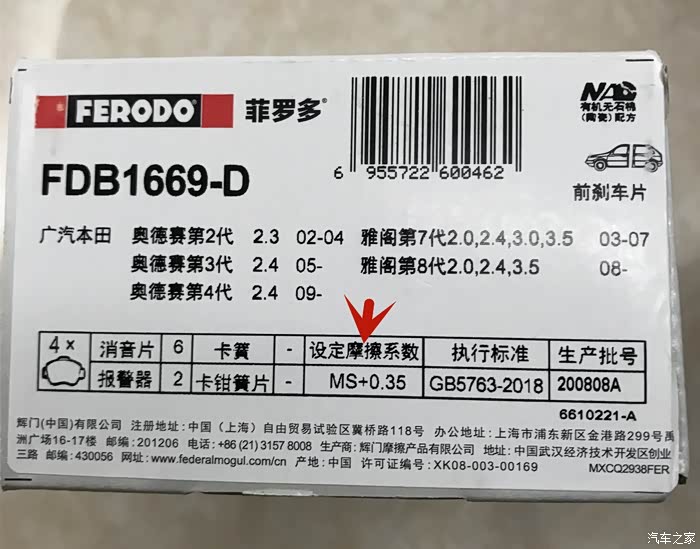 FERODO 菲罗多®
NAO
有机无石棉
(陶瓷)配方
6 955722 600462
FDB1669-D
前刹车片
广汽本田 奥德赛第2代 2.3 02-04 雅阁第7代2.0,2.4,3.0,3.5 03-07
奥德赛第3代 2.4 05- 雅阁第8代2.0,2.4,3.5 08-
奥德赛第4代 2.4 09-
4× 消音片 6 卡簧 - 设定摩擦系数 执行标准 生产批号
报警器 2 卡钳簧片 - MS+0.35 GB5763-2018 200808A
6610221-A
辉门(中国)有限公司 注册地址:中国(上海)自由贸易试验区冀桥路118号 办公地址:上海市浦东新区金港路299号禹
洲广场16-17楼 邮编:201206 电话:+86 (21) 3157 8008 生产商:辉门摩擦产品有限公司 地址:中国武汉经济技术开发区创业
三路 邮编:430056 网址:www.federalmogul.com/cn 产地:中国 许可证编号:XK08-003-00169 MXCQ2938FER
汽车之家